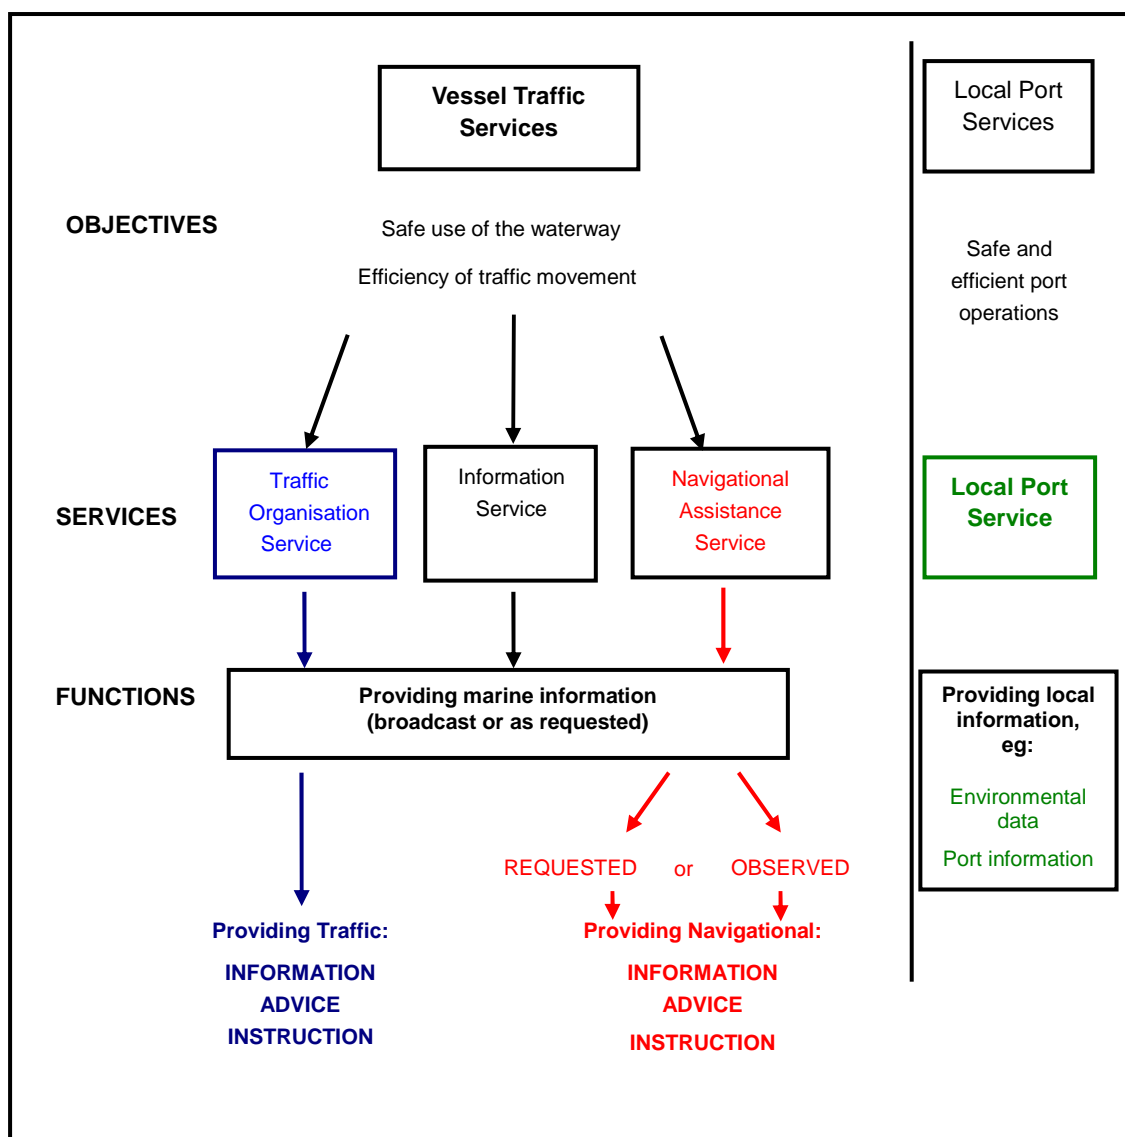 Vessel Traffic
Services
Local Port
Services
OBJECTIVES
Safe use of the waterway
Efficiency of traffic movement
Safe and
efficient port
operations
SERVICES
Traffic
Organisation
Service
Information
Service
Navigational
Assistance
Service
Local Port
Service
FUNCTIONS
Providing marine information
(broadcast or as requested)
Providing local
information,
eg:
Environmental
data
Port information
REQUESTED or OBSERVED
Providing Traffic:
INFORMATION
ADVICE
INSTRUCTION
Providing Navigational:
INFORMATION
ADVICE
INSTRUCTION